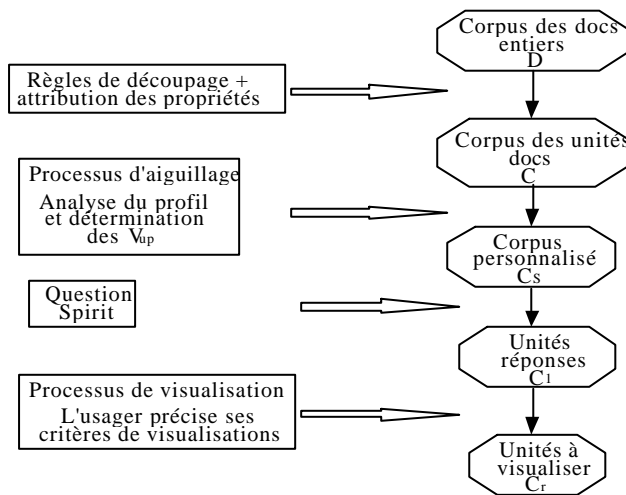 Corpus des docs
entiers
D
Règles de découpage +
attribution des propriétés
Corpus des unités
docs
C
Processus d'aiguillage
Analyse du profil
et détermination
des Vup
Corpus
personnalisé
Cs
Question
Spirit
Unités
réponses
C1
Processus de visualisation
L'usager précise ses
critères de visualisations
Unités à
visualiser
Cr